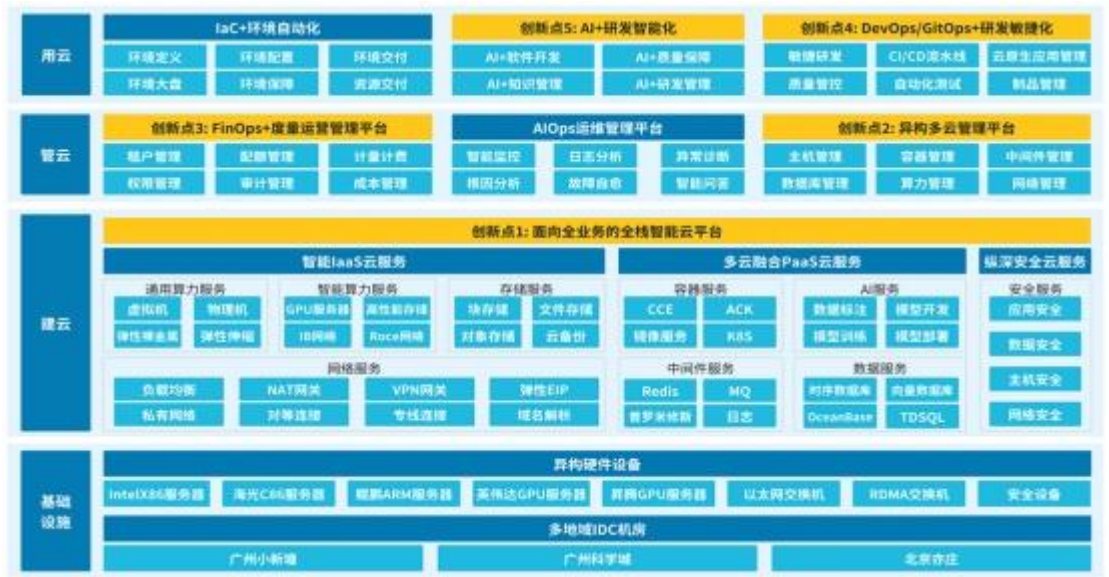 用云
IaC+环境自动化
环境定义 环境配置 环境交付
环境大盘 环境保障 资源交付
创新点5: AI+研发智能化
AI+软件开发 AI+质量保障
AI+知识管理 AI+研发管理
创新点4: DevOps/GitOps+研发敏捷化
敏捷研发 CI/CD流水线 云原生应用管理
质量管控 自动化测试 制品管理
管云
创新点3: FinOps+度量运营管理平台
租户管理 配额管理 计量计费
权限管理 审计管理 成本管理
AIOps运维管理平台
智能监控 日志分析 异常诊断
根因分析 故障自愈 智能问答
创新点2: 异构多云管理平台
主机管理 容器管理 中间件管理
数据库管理 算力管理 网络管理
建云
创新点1: 面向全业务的全栈智能云平台
智能IaaS云服务
通用算力服务
虚拟机 物理机
弹性裸金属 弹性伸缩
智能算力服务
GPU服务器 高性能存储
IB网络 Roce网络
存储服务
块存储 文件存储
对象存储 云备份
网络服务
负载均衡 NAT网关 VPN网关 弹性EIP
私有网络 对等连接 专线连接 域名解析
多云融合PaaS云服务
容器服务
CCE ACK
镜像服务 K8S
AI服务
数据标注 模型开发
模型训练 模型部署
中间件服务
Redis MQ
普罗米修斯 日志
数据服务
时序数据库 向量数据库
OceanBase TDSQL
纵深安全云服务
安全服务
应用安全
数据安全
主机安全
网络安全
基础
设施
异构硬件设备
IntelX86服务器 海光C86服务器 鲲鹏ARM服务器 英伟达GPU服务器 昇腾GPU服务器 以太网交换机 RDMA交换机 安全设备
多地域IDC机房
广州小新塘 广州科学城 北京亦庄